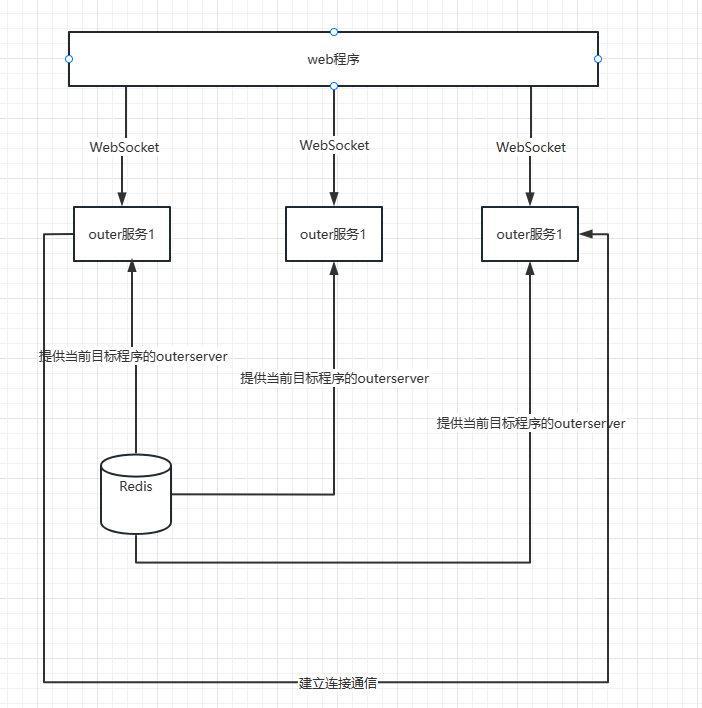 web程序
WebSocket
WebSocket
WebSocket
outer服务1
outer服务1
outer服务1
提供当前目标程序的outerserver
提供当前目标程序的outerserver
提供当前目标程序的outerserver
Redis
建立连接通信